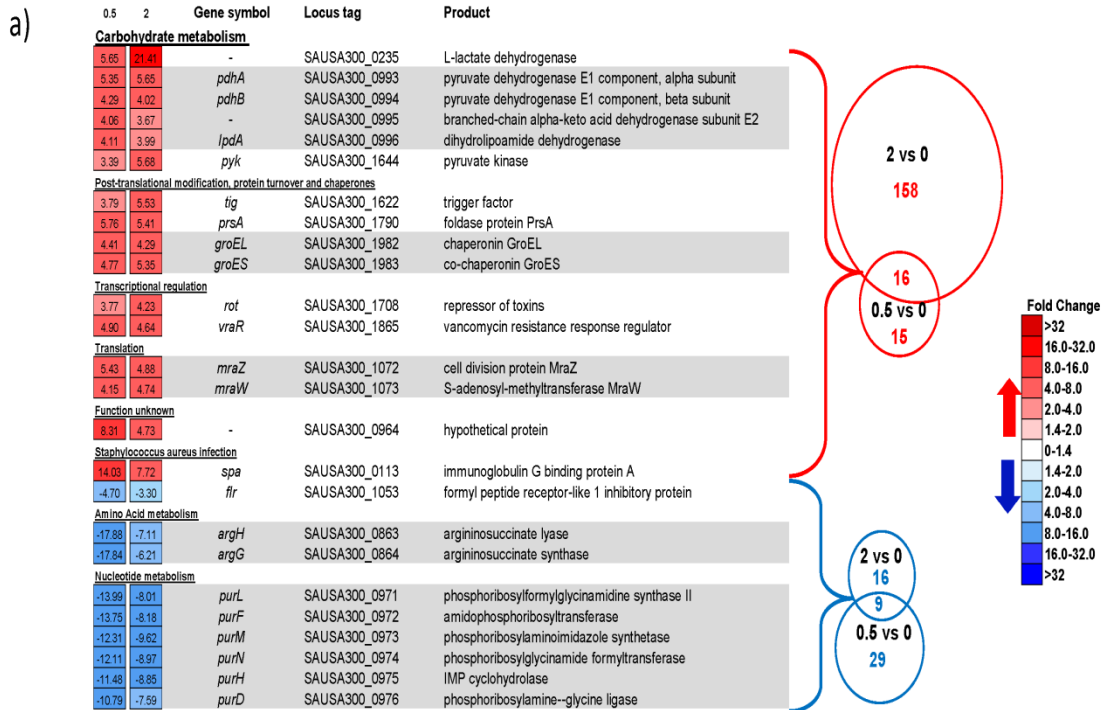 a)
0.5 2 Gene symbol Locus tag Product
Carbohydrate metabolism
5.65 21.41 - SAUSA300_0235 L-lactate dehydrogenase
5.35 5.65 pdhA SAUSA300_0993 pyruvate dehydrogenase E1 component, alpha subunit
4.29 4.02 pdhB SAUSA300_0994 pyruvate dehydrogenase E1 component, beta subunit
4.06 3.67 - SAUSA300_0995 branched-chain alpha-keto acid dehydrogenase subunit E2
4.11 3.99 lpdA SAUSA300_0996 dihydrolipoamide dehydrogenase
3.39 5.68 pyk SAUSA300_1644 pyruvate kinase
Post-translational modification, protein turnover and chaperones
3.79 5.53 tig SAUSA300_1622 trigger factor
5.76 5.41 prsA SAUSA300_1790 foldase protein PrsA
4.41 4.29 groEL SAUSA300_1982 chaperonin GroEL
4.77 5.35 groES SAUSA300_1983 co-chaperonin GroES
Transcriptional regulation
3.77 4.23 rot SAUSA300_1708 repressor of toxins
4.90 4.64 vraR SAUSA300_1865 vancomycin resistance response regulator
Translation
5.43 4.88 mraZ SAUSA300_1072 cell division protein MraZ
4.15 4.74 mraW SAUSA300_1073 S-adenosyl-methyltransferase MraW
Function unknown
8.31 4.73 - SAUSA300_0964 hypothetical protein
Staphylococcus aureus infection
14.03 7.72 spa SAUSA300_0113 immunoglobulin G binding protein A
-4.70 -3.30 flr SAUSA300_1053 formyl peptide receptor-like 1 inhibitory protein
Amino Acid metabolism
-17.88 -7.11 argH SAUSA300_0863 argininosuccinate lyase
-17.84 -6.21 argG SAUSA300_0864 argininosuccinate synthase
Nucleotide metabolism
-13.99 -8.01 purL SAUSA300_0971 phosphoribosylformylglycinamidine synthase II
-13.75 -8.18 purF SAUSA300_0972 amidophosphoribosyltransferase
-12.31 -9.62 purM SAUSA300_0973 phosphoribosylaminoimidazole synthetase
-12.11 -8.97 purN SAUSA300_0974 phosphoribosylglycinamide formyltransferase
-11.48 -8.85 purH SAUSA300_0975 IMP cyclohydrolase
-10.79 -7.59 purD SAUSA300_0976 phosphoribosylamine--glycine ligase
2 vs 0
158
16
0.5 vs 0
15
2 vs 0
16
9
0.5 vs 0
29
Fold Change
>32
16.0-32.0
8.0-16.0
4.0-8.0
2.0-4.0
1.4-2.0
0-1.4
1.4-2.0
2.0-4.0
4.0-8.0
8.0-16.0
16.0-32.0
>32